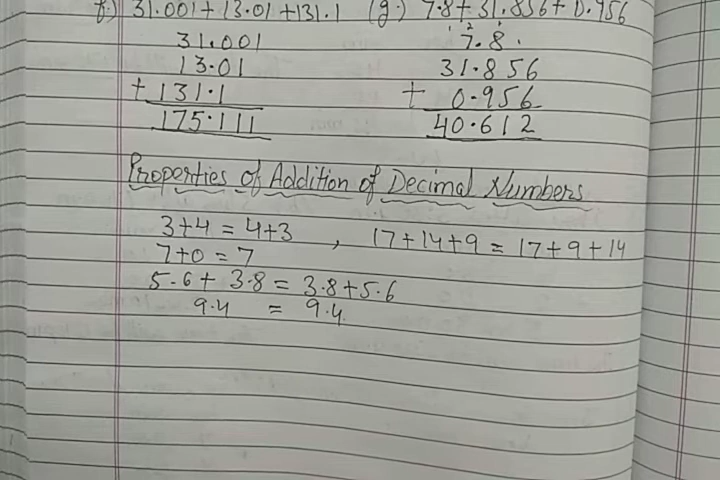 f.) 31.001 + 13.01 + 131.1 (g.) 7.8 + 31.856 + 0.956
31.001
13.01
+ 131.1
175.111
1 2 1
7.8
31.856
+ 0.956
40.612
Properties of Addition of Decimal Numbers
3+4 = 4+3 , 17+14+9 = 17+9+14
7+0 = 7
5.6 + 3.8 = 3.8+5.6
9.4 = 9.4